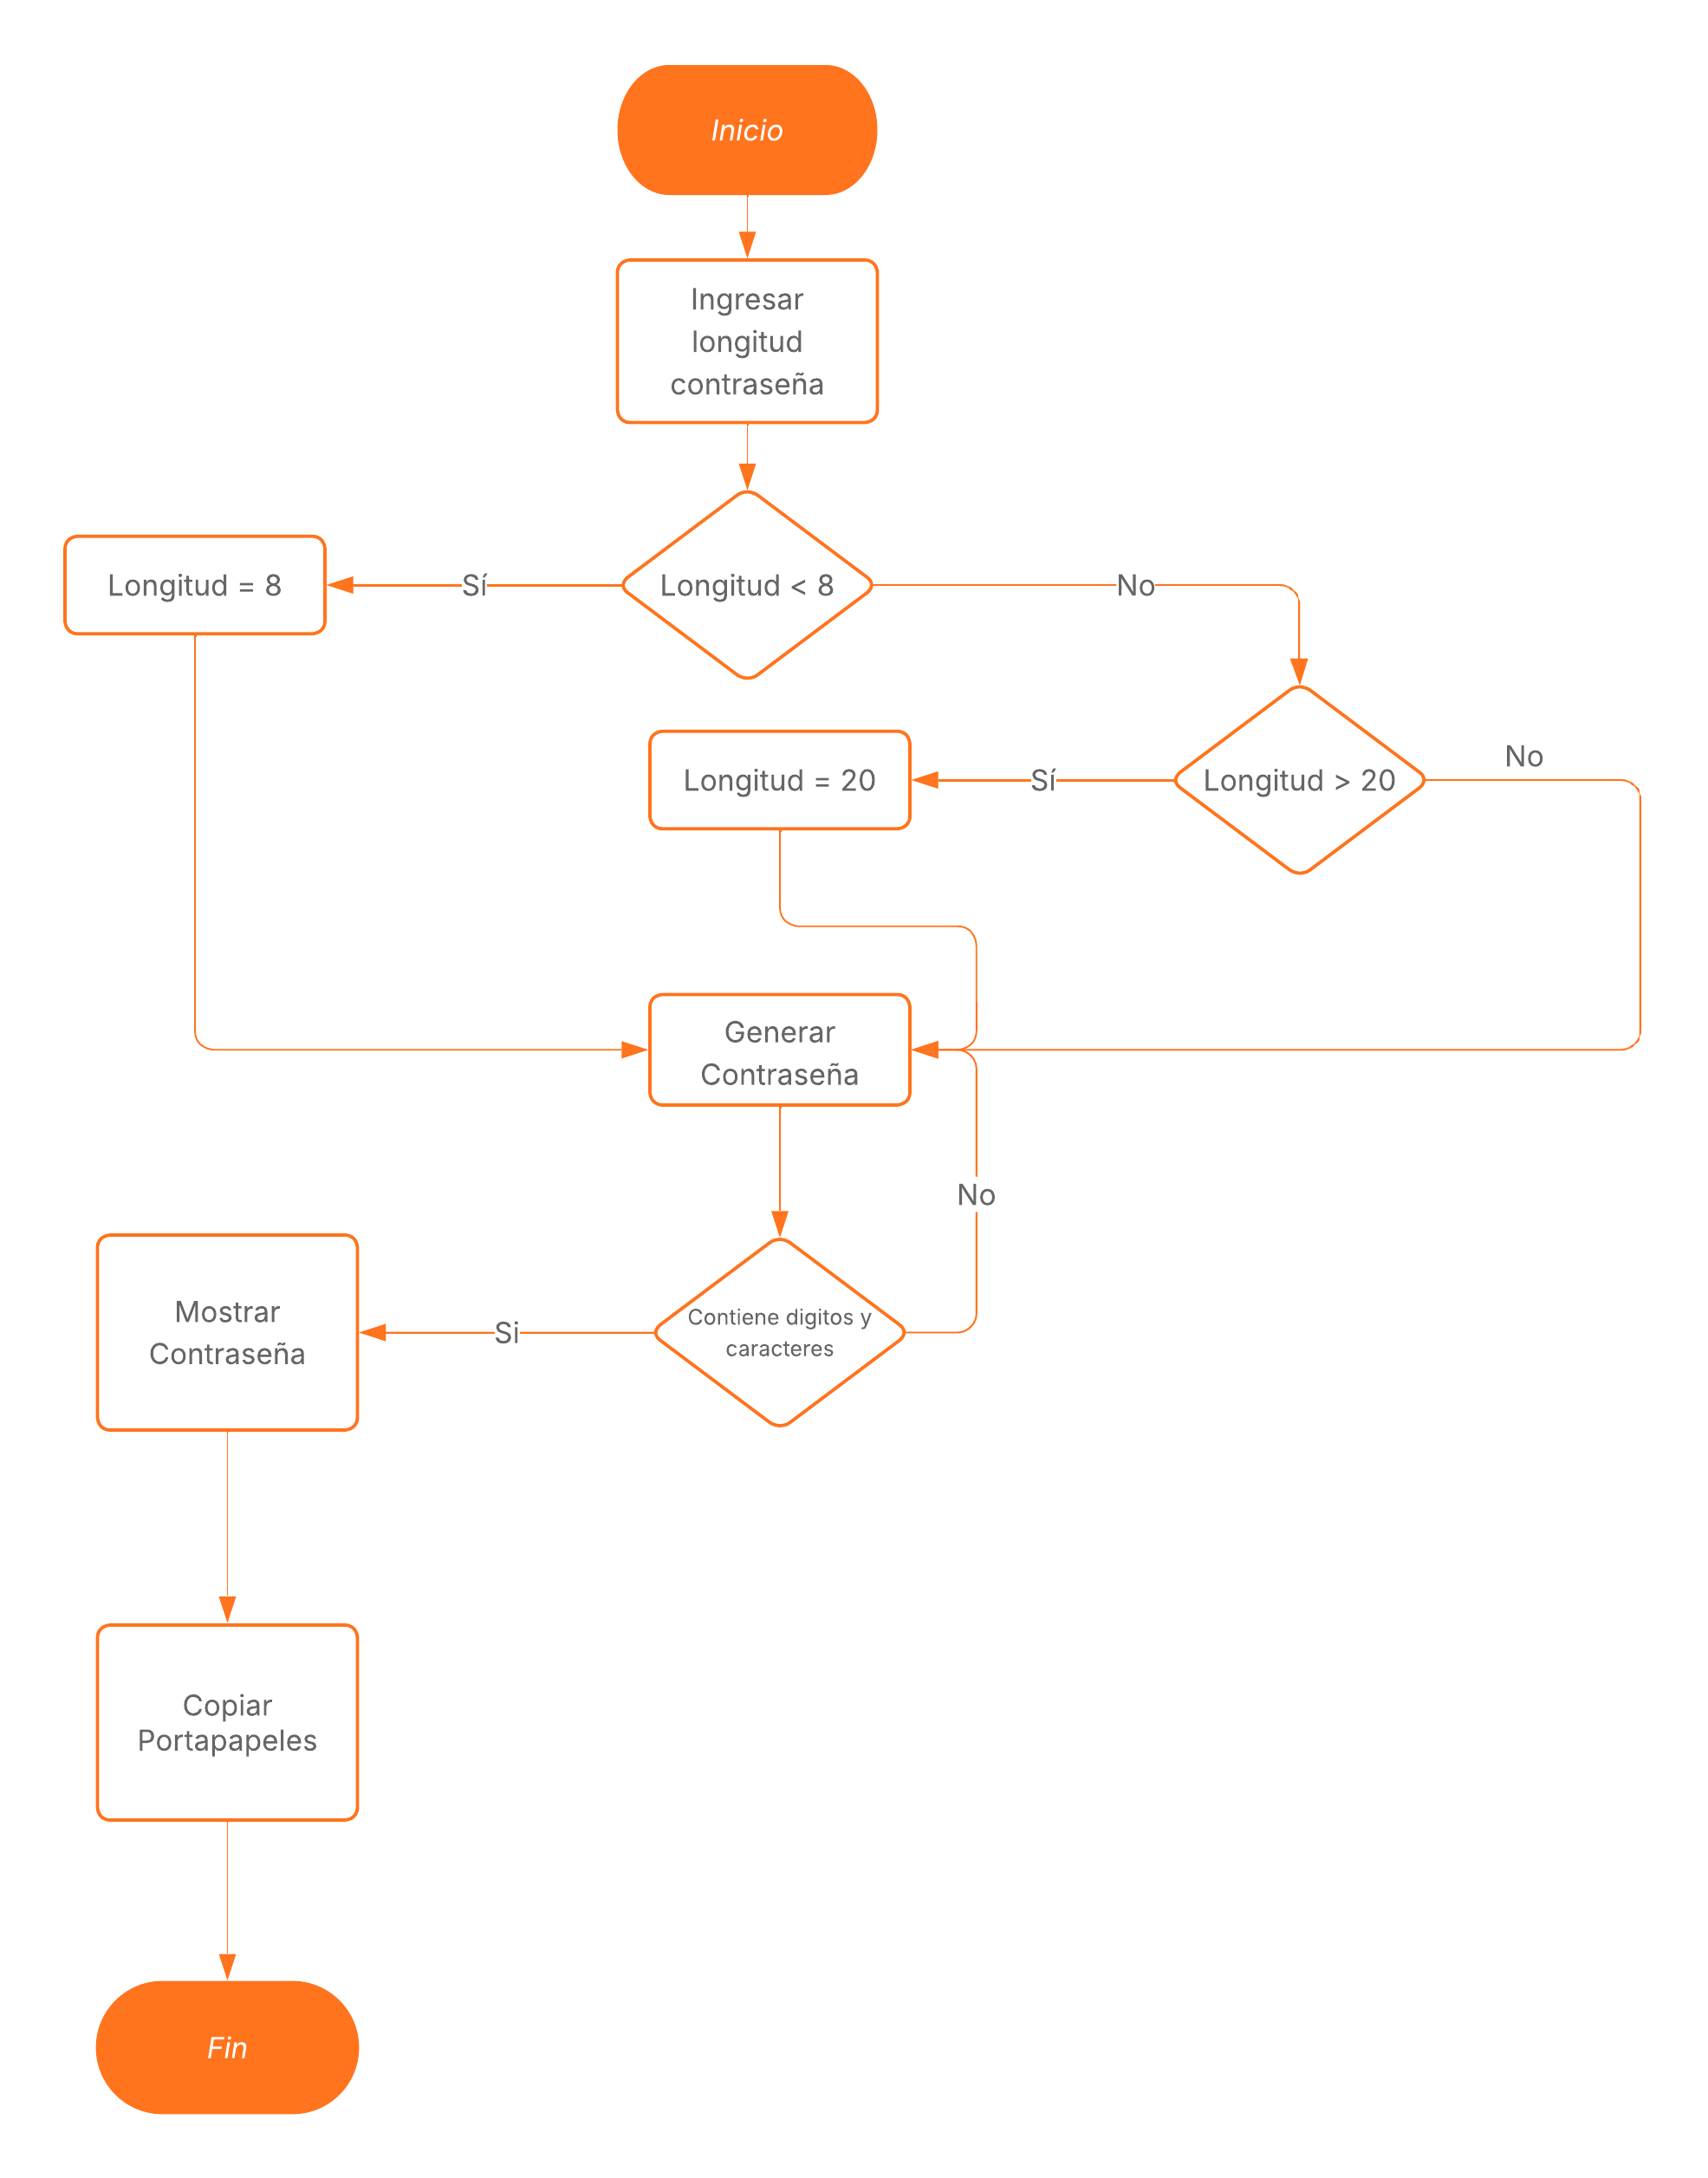 Inicio
Ingresar
longitud
contraseña
Longitud < 8
Sí
No
Longitud = 8
Longitud > 20
Sí
No
Longitud = 20
Generar
Contraseña
No
Contiene digitos y
caracteres
Si
Mostrar
Contraseña
Copiar
Portapapeles
Fin